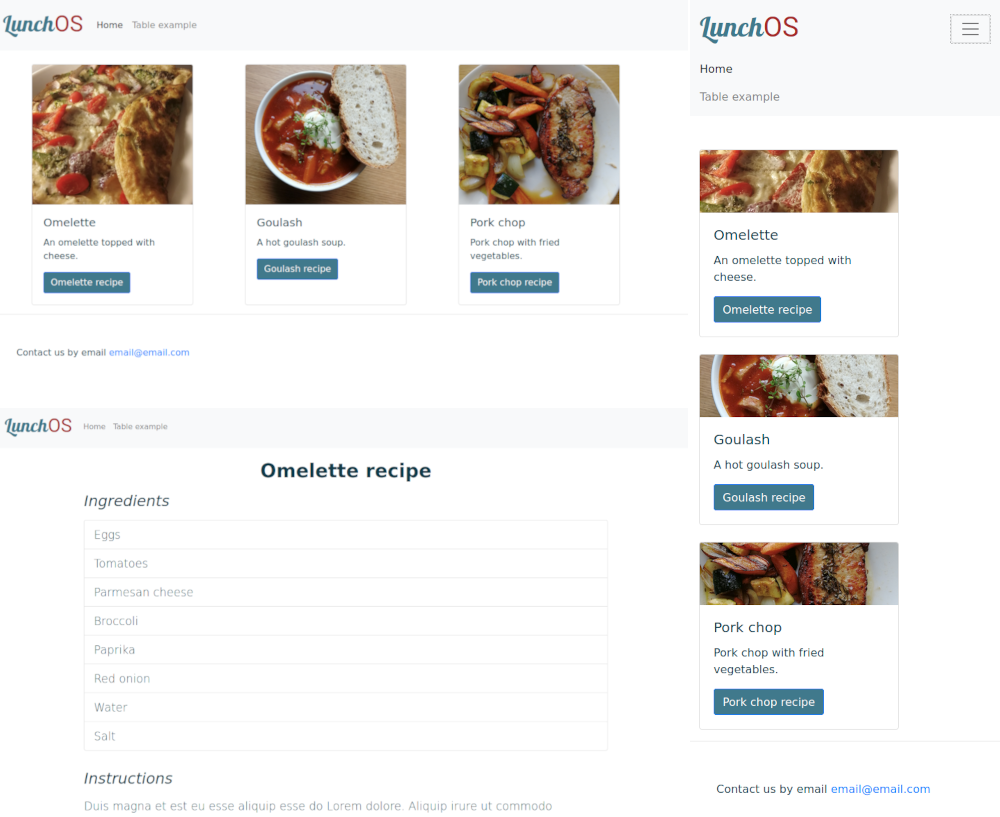 LunchOS Home Table example
Omelette
An omelette topped with
cheese.
Omelette recipe
Goulash
A hot goulash soup.
Goulash recipe
Pork chop
Pork chop with fried
vegetables.
Pork chop recipe
Contact us by email email@email.com
LunchOS Home Table example
Omelette recipe
Ingredients
Eggs
Tomatoes
Parmesan cheese
Broccoli
Paprika
Red onion
Water
Salt
Instructions
Duis magna et est eu esse aliquip esse do Lorem dolore. Aliquip irure ut commodo
LunchOS
Home
Table example
Omelette
An omelette topped with
cheese.
Omelette recipe
Goulash
A hot goulash soup.
Goulash recipe
Pork chop
Pork chop with fried
vegetables.
Pork chop recipe
Contact us by email email@email.com